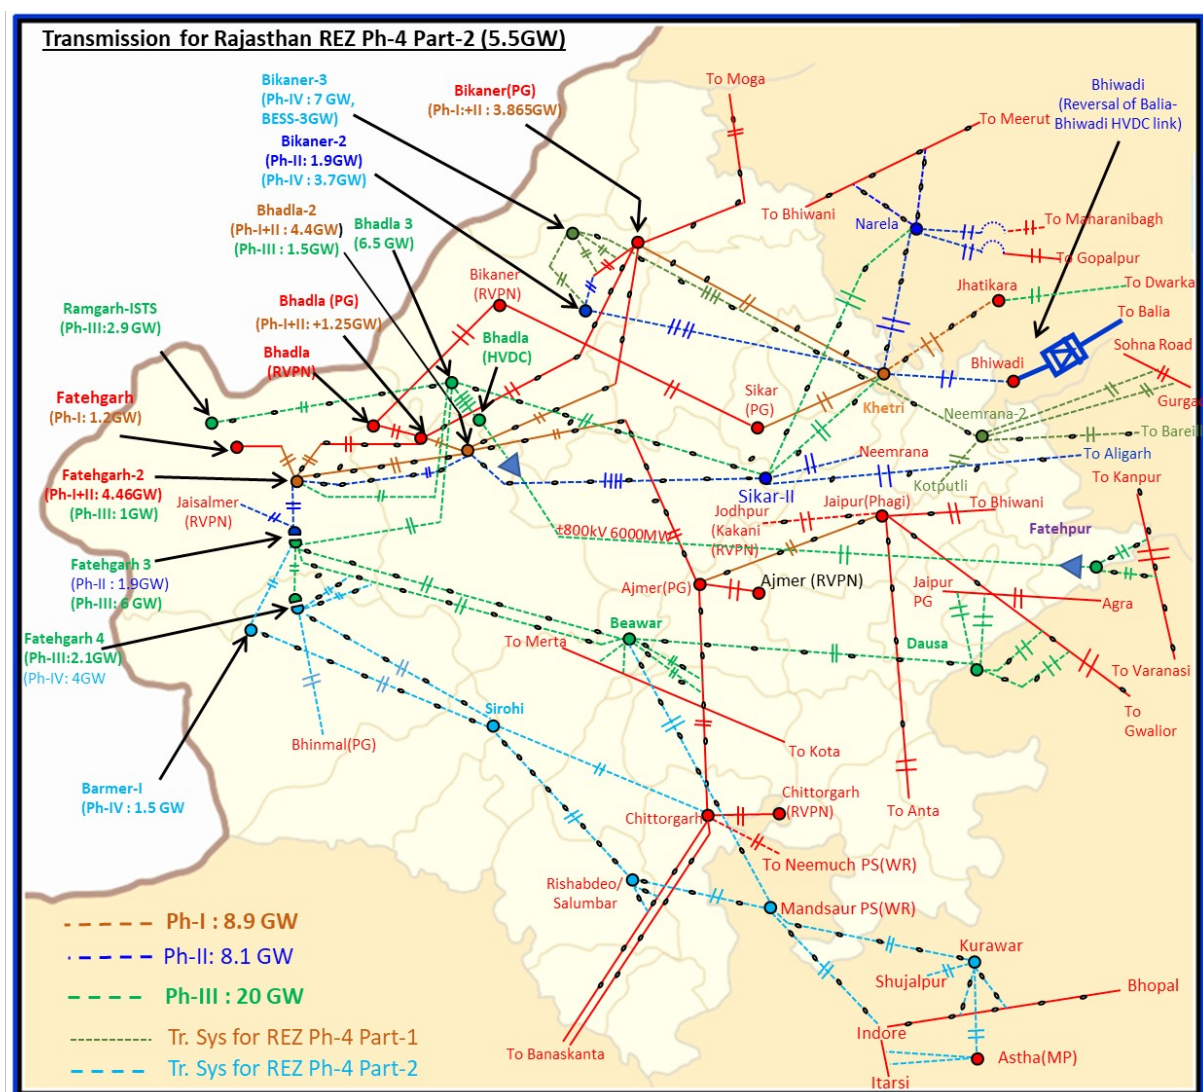 Transmission for Rajasthan REZ Ph-4 Part-2 (5.5GW)
Bikaner-3
(Ph-IV : 7 GW,
BESS-3GW)
Bikaner(PG)
(Ph-I:+II : 3.865GW)
To Moga
Bhiwadi
(Reversal of Balia-
Bhiwadi HVDC link)
To Meerut
Bikaner-2
(Ph-II: 1.9GW)
(Ph-IV : 3.7GW)
Bhadla-2
(Ph-I+II : 4.4GW)
(Ph-III : 1.5GW)
Bhadla 3
(6.5 GW)
To Bhiwani
Narela
To Maharanibagh
To Gopalpur
Bikaner
(RVPN)
Jhatikara
To Dwarka
To Balia
Ramgarh-ISTS
(Ph-III:2.9 GW)
Bhadla (PG)
(Ph-I+II: +1.25GW)
Bhadla
(RVPN)
Bhadla
(HVDC)
Bhiwadi
Sohna Road
Gurgao
Fatehgarh
(Ph-I: 1.2GW)
Sikar
(PG)
Khetri
Neemrana-2
To Bareill
Fatehgarh-2
(Ph-I+II: 4.46GW)
(Ph-III: 1GW)
Neemrana
To Aligarh
Kotputli
To Kanpur
Sikar-II
Jaisalmer
(RVPN)
Jodhpur
(Kakani
(RVPN)
Jaipur(Phagi)
To Bhiwani
±800kV 6000MW
Fatehpur
Fatehgarh 3
(Ph-II : 1.9GW)
(Ph-III: 6 GW)
Ajmer(PG)
Ajmer (RVPN)
Jaipur
PG
Agra
Fatehgarh 4
(Ph-III:2.1GW)
(Ph-IV: 4GW
Beawar
To Merta
Dausa
To Varanasi
To
Gwalior
Sirohi
Bhinmal(PG)
To Kota
Barmer-I
(Ph-IV : 1.5 GW
Chittorgarh
Chittorgarh
(RVPN)
To Anta
To Neemuch PS(WR)
Rishabdeo/
Salumbar
Mandsaur PS(WR)
Ph-I : 8.9 GW
Ph-II: 8.1 GW
Ph-III : 20 GW
Tr. Sys for REZ Ph-4 Part-1
Tr. Sys for REZ Ph-4 Part-2
Kurawar
Shujalpur
Bhopal
Indore
To Banaskanta
Astha(MP)
Itarsi